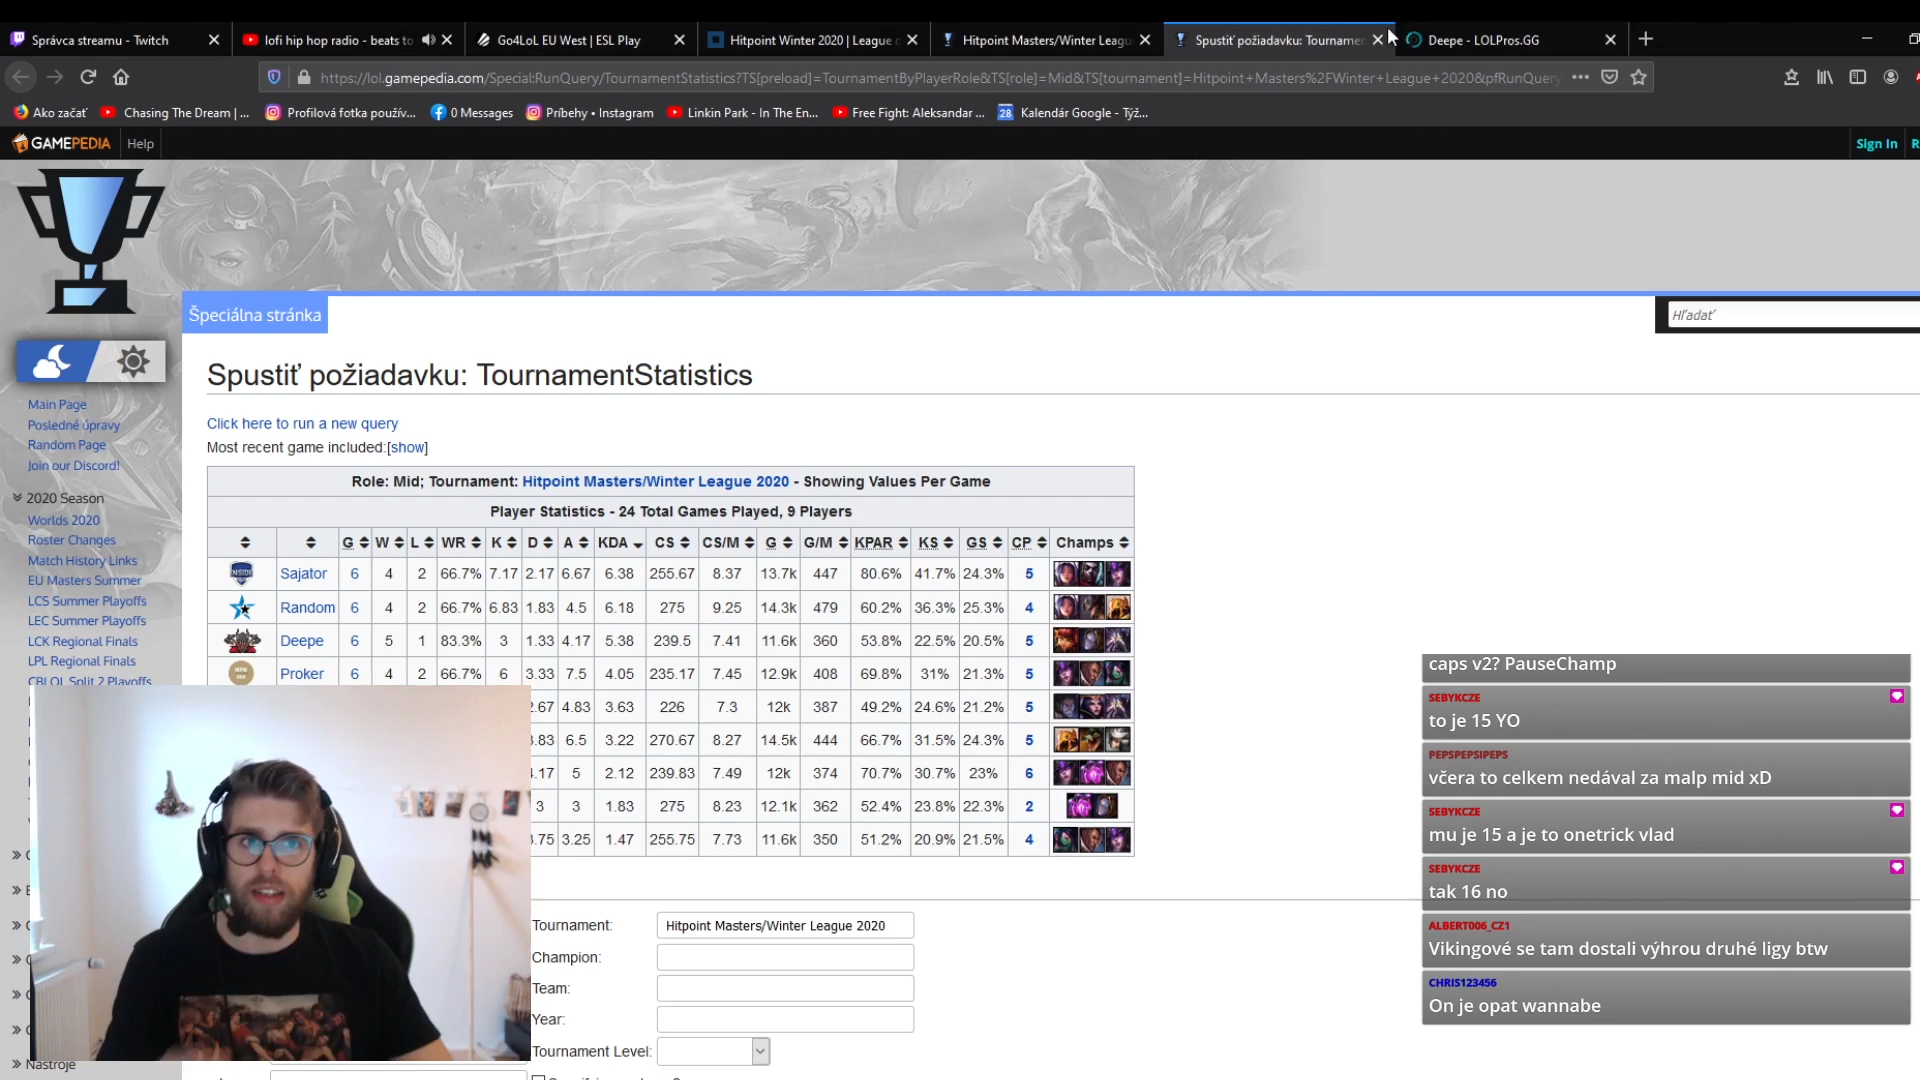 Správca streamu - Twitch
lofi hip hop radio - beats to
Go4LoL EU West | ESL Play
Hitpoint Winter 2020 | League o
Hitpoint Masters/Winter Leagu
Spustiť požiadavku: Tourname
Deepe - LOLPros.GG
https://lol.gamepedia.com/Special:RunQuery/TournamentStatistics?TS[preload]=TournamentByPlayerRole&TS[role]=Mid&TS[tournament]=Hitpoint+Masters%2FWinter+League+2020&pfRunQuery
Ako začať
Chasing The Dream | ...
Profilová fotka použív...
0 Messages
Príbehy • Instagram
Linkin Park - In The En...
Free Fight: Aleksandar ...
28 Kalendár Google - Týž...
GAMEPEDIA
Help
Sign In
R
Špeciálna stránka
Hľadať
Spustiť požiadavku: TournamentStatistics
Click here to run a new query
Most recent game included:[show]
Main Page
Posledné úpravy
Random Page
Join our Discord!
2020 Season
Worlds 2020
Roster Changes
Match History Links
EU Masters Summer
LCS Summer Playoffs
LEC Summer Playoffs
LCK Regional Finals
LPL Regional Finals
CBLOL Split 2 Playoffs
Nástroje
Role: Mid; Tournament: Hitpoint Masters/Winter League 2020 - Showing Values Per Game
Player Statistics - 24 Total Games Played, 9 Players
G W L WR K D A KDA CS CS/M G G/M KPAR KS GS CP Champs
INSIDE Sajator 6 4 2 66.7% 7.17 2.17 6.67 6.38 255.67 8.37 13.7k 447 80.6% 41.7% 24.3% 5
Random 6 4 2 66.7% 6.83 1.83 4.5 6.18 275 9.25 14.3k 479 60.2% 36.3% 25.3% 4
Deepe 6 5 1 83.3% 3 1.33 4.17 5.38 239.5 7.41 11.6k 360 53.8% 22.5% 20.5% 5
Proker 6 4 2 66.7% 6 3.33 7.5 4.05 235.17 7.45 12.9k 408 69.8% 31% 21.3% 5
.67 4.83 3.63 226 7.3 12k 387 49.2% 24.6% 21.2% 5
.83 6.5 3.22 270.67 8.27 14.5k 444 66.7% 31.5% 24.3% 5
.17 5 2.12 239.83 7.49 12k 374 70.7% 30.7% 23% 6
3 3 1.83 275 8.23 12.1k 362 52.4% 23.8% 22.3% 2
.75 3.25 1.47 255.75 7.73 11.6k 350 51.2% 20.9% 21.5% 4
Tournament: Hitpoint Masters/Winter League 2020
Champion:
Team:
Year:
Tournament Level:
caps v2? PauseChamp
SEBYKCZE
to je 15 YO
PEPSPEPSIPEPS
včera to celkem nedával za malp mid xD
SEBYKCZE
mu je 15 a je to onetrick vlad
SEBYKCZE
tak 16 no
ALBERT006_CZ1
Vikingové se tam dostali výhrou druhé ligy btw
CHRIS123456
On je opat wannabe